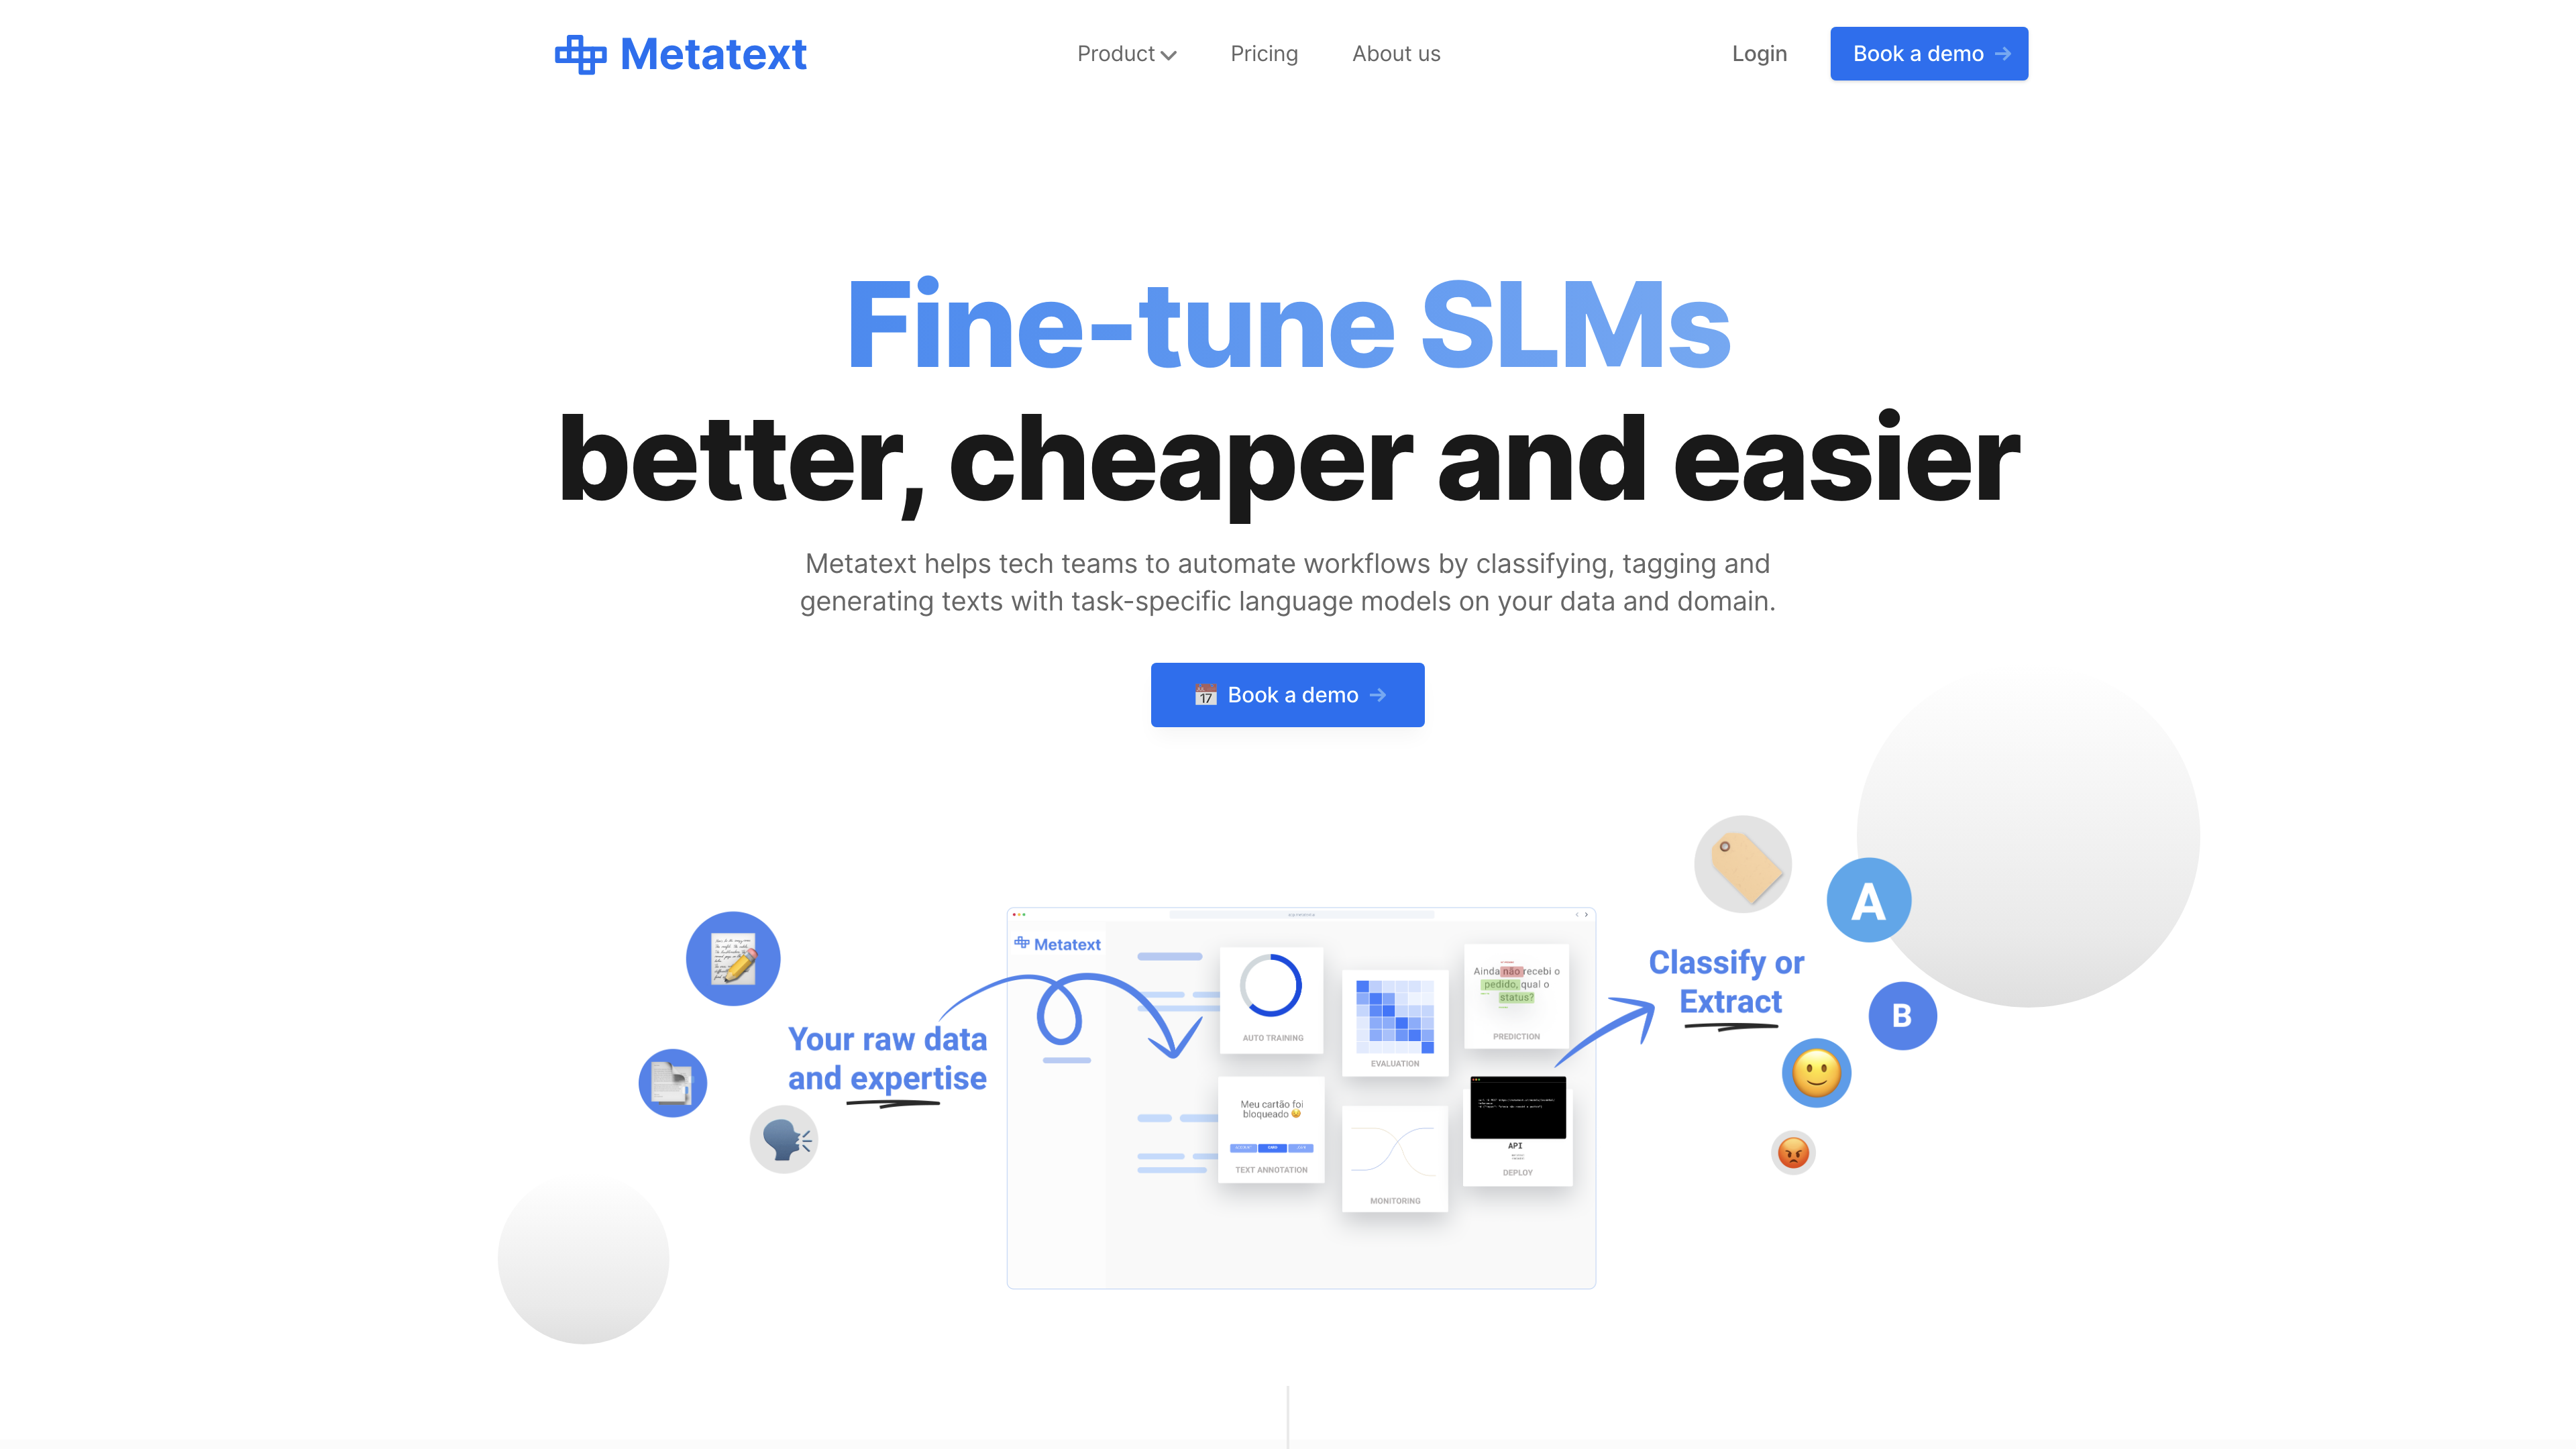 Metatext
Product
Pricing
About us
Login
Book a demo →
Fine-tune SLMs
better, cheaper and easier
Metatext helps tech teams to automate workflows by classifying, tagging and
generating texts with task-specific language models on your data and domain.
17
Book a demo →
Your raw data
and expertise
Metatext
AUTO TRAINING
EVALUATION
Ainda não recebi o
pedido, qual o
status?
PREDICTION
Meu cartão foi
bloqueado
TEXT ANNOTATION
MONITORING
API
DEPLOY
Classify or
Extract
A
B